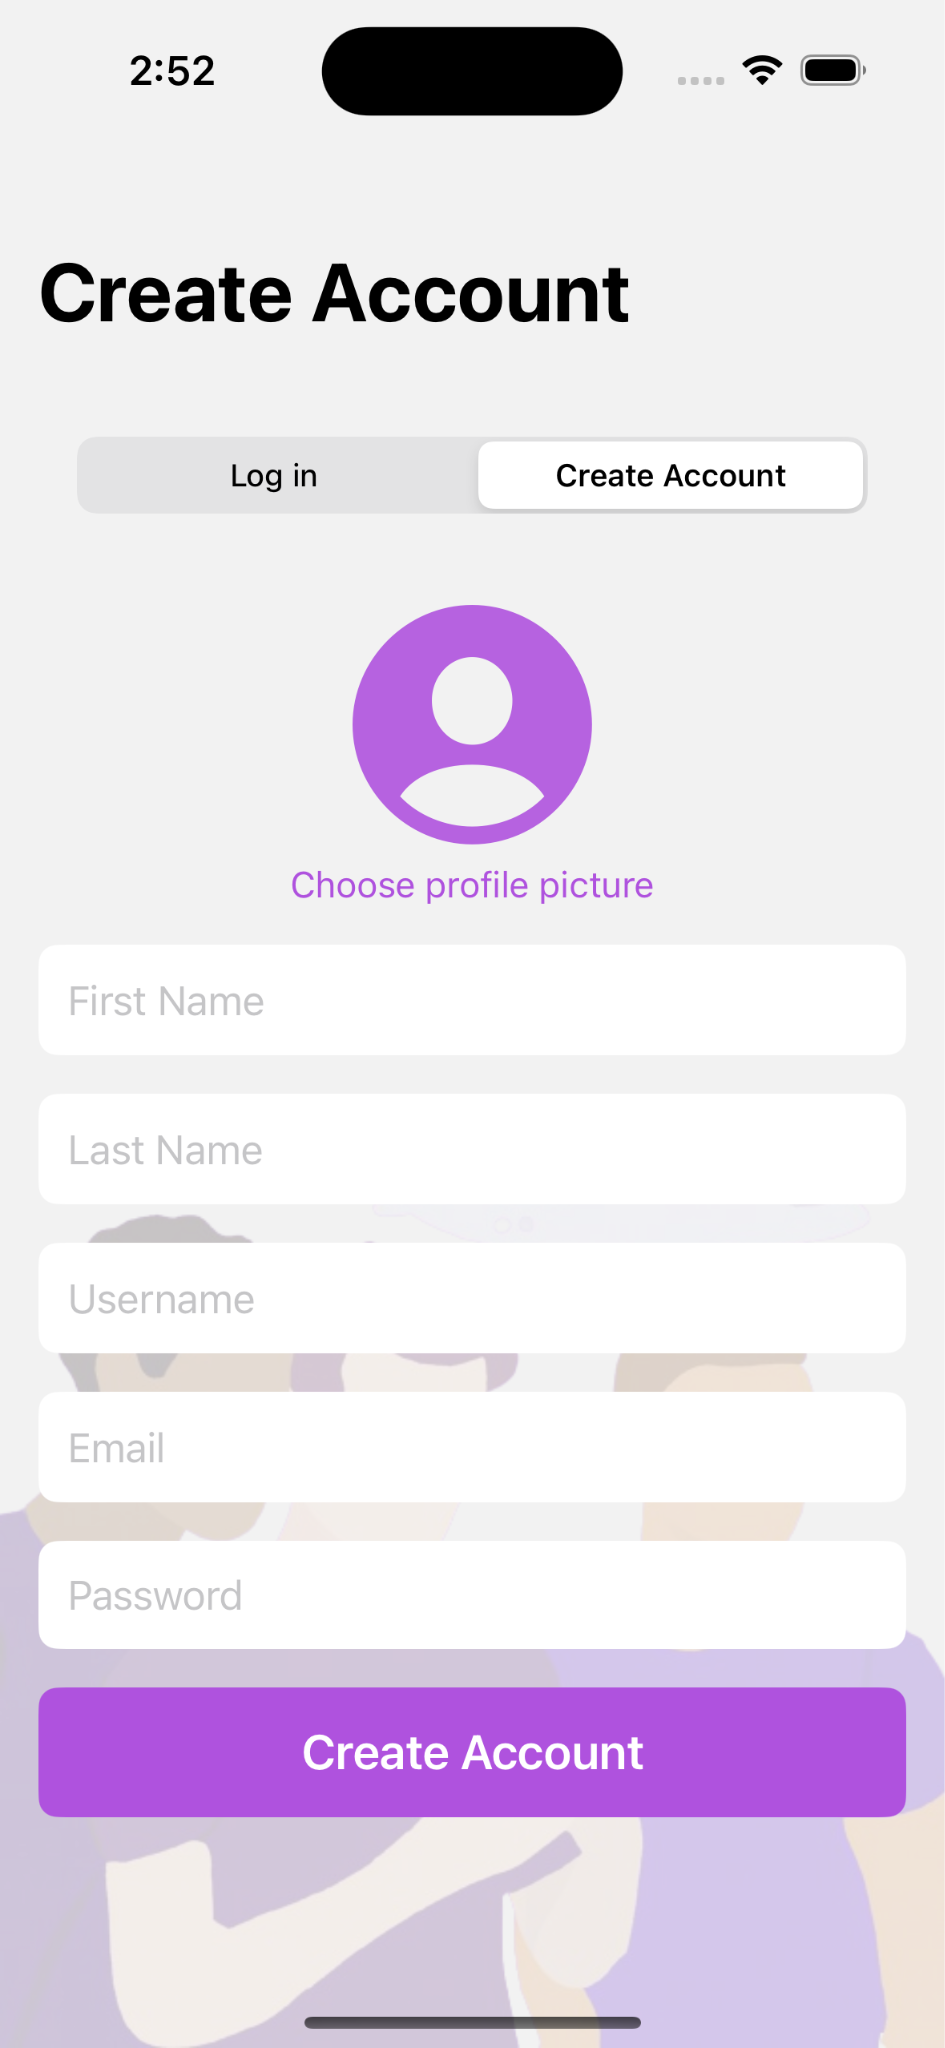 2:52
Create Account
Log in
Create Account
Choose profile picture
First Name
Last Name
Username
Email
Password
Create Account